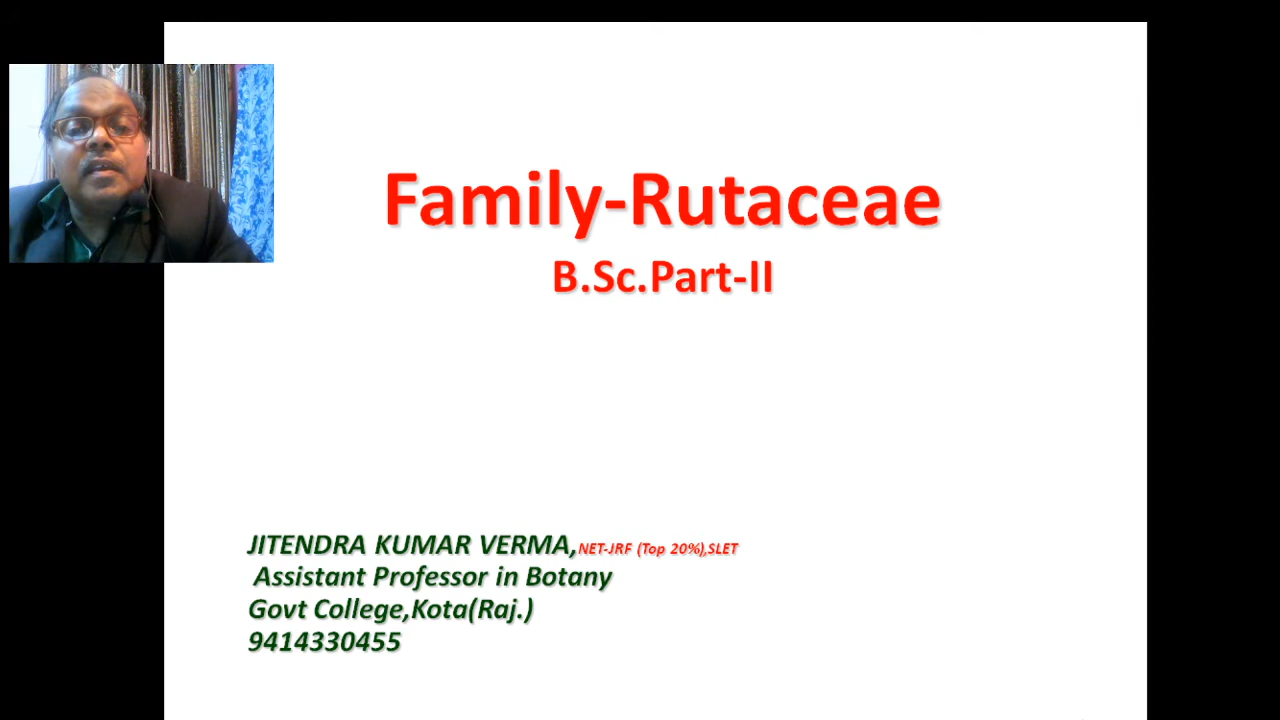 Family-Rutaceae
B.Sc.Part-II
JITENDRA KUMAR VERMA,NET-JRF (Top 20%),SLET
Assistant Professor in Botany
Govt College,Kota(Raj.)
9414330455